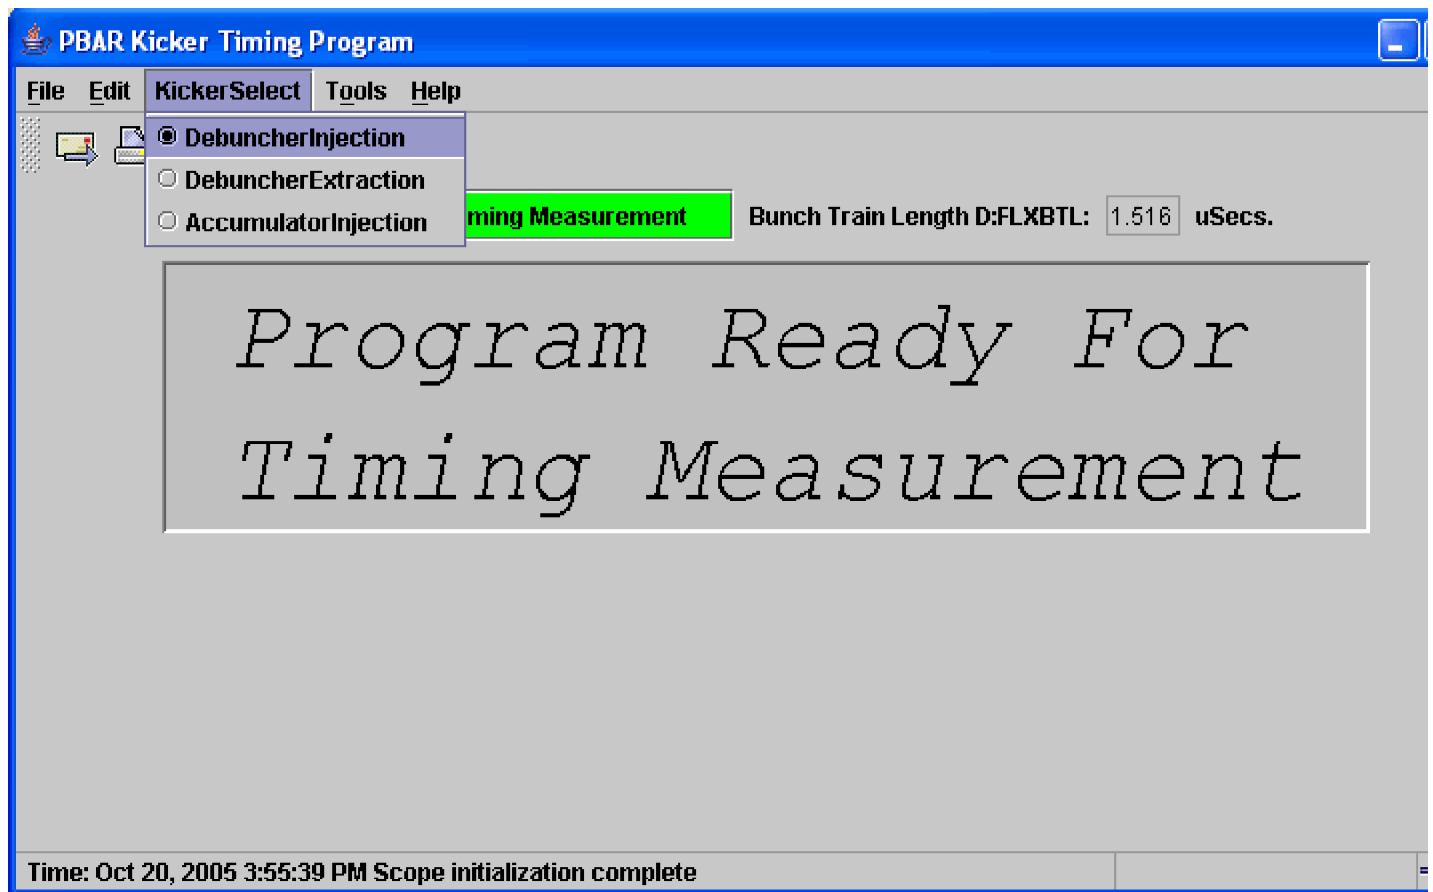 PBAR Kicker Timing Program
File Edit KickerSelect Tools Help
DebuncherInjection
DebuncherExtraction
AccumulatorInjection
Measurement Bunch Train Length D:FLXBTL: 1.516 uSecs.
Program Ready For
Timing Measurement
Time: Oct 20, 2005 3:55:39 PM Scope initialization complete